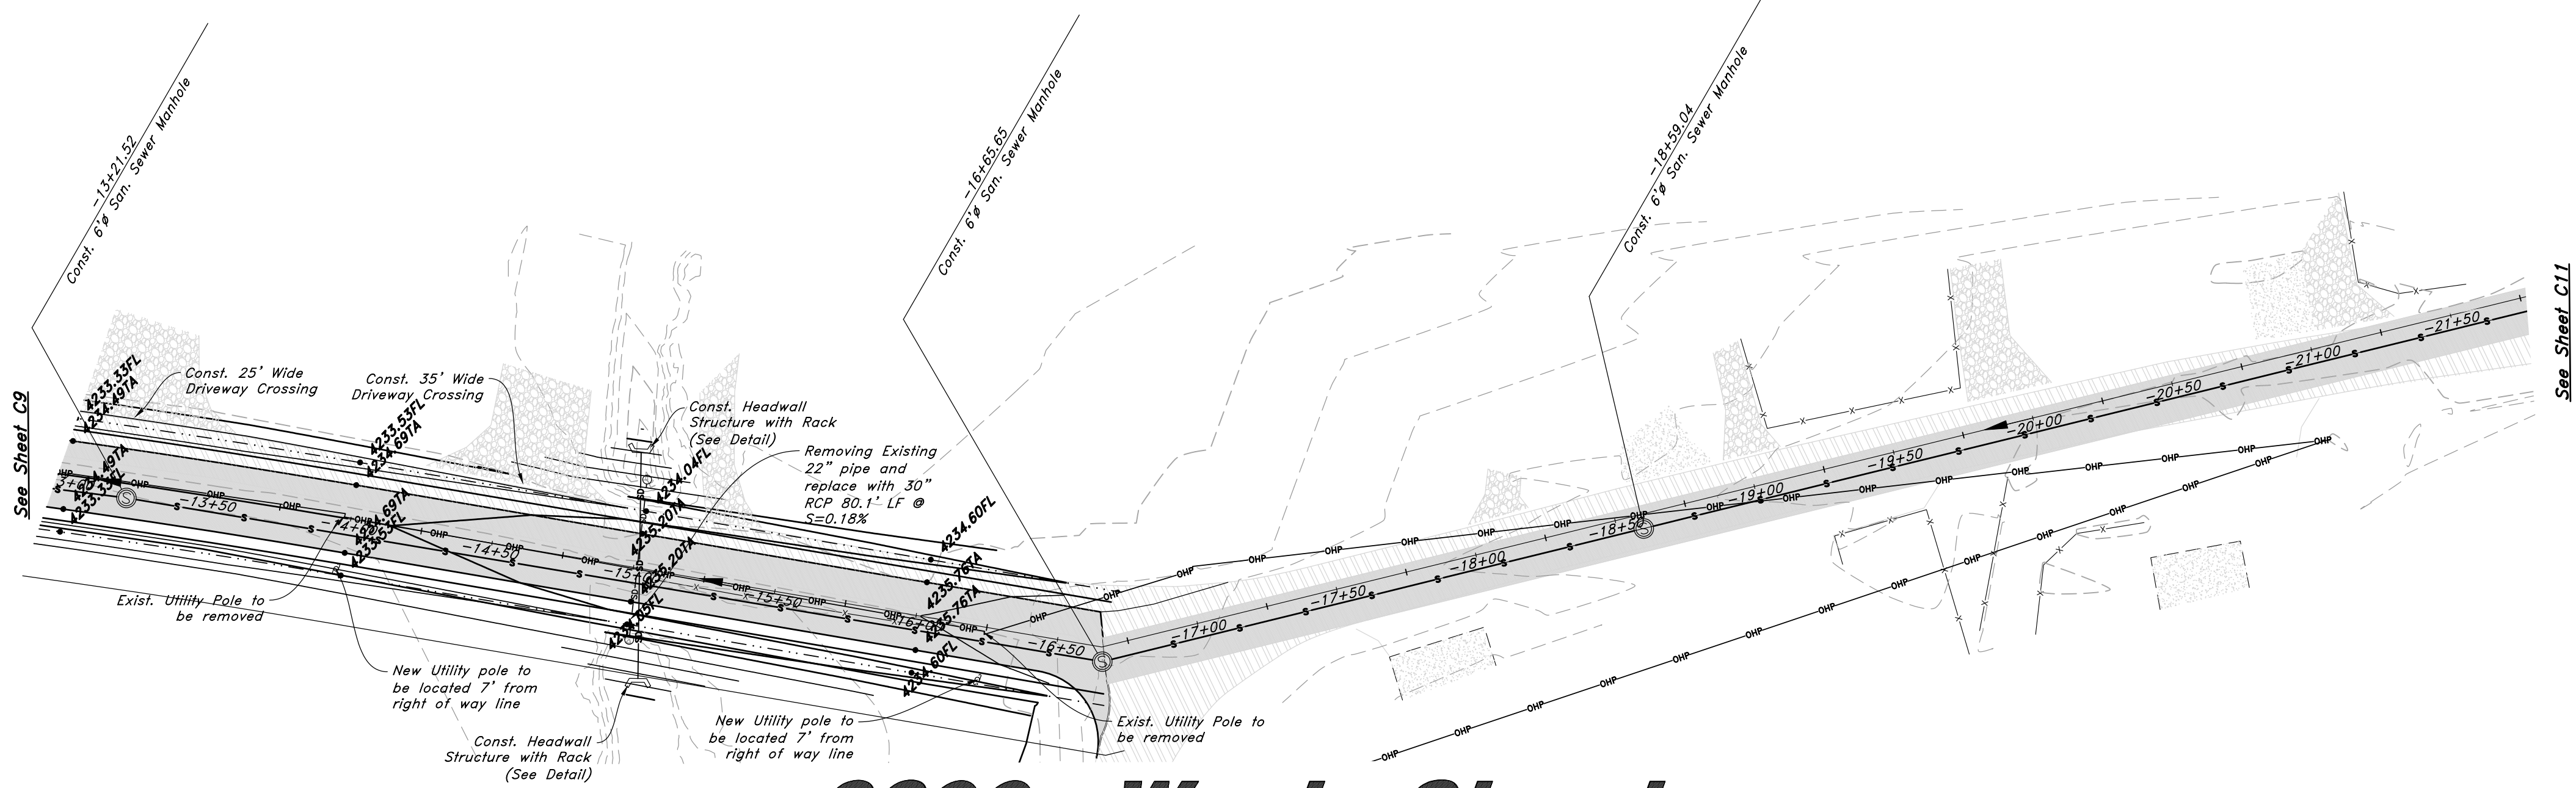 -13+21.52
Const. 6'ø San. Sewer Manhole
-16+65.65
Const. 6'ø San. Sewer Manhole
-18+59.04
Const. 6'ø San. Sewer Manhole
See Sheet C9
See Sheet C11
4233.33FL
4234.49TA
Const. 25' Wide
Driveway Crossing
Const. 35' Wide
Driveway Crossing
4233.53FL
4234.69TA
Const. Headwall
Structure with Rack
(See Detail)
Removing Existing
22" pipe and
replace with 30"
RCP 80.1' LF @
S=0.18%
4234.04FL
4235.20TA
4235.20TA
4234.60FL
4235.76TA
4235.76TA
4234.60FL
4233.33FL
4233.53FL
-13+50
-14+50
-15+50
-16+50
-17+00
-17+50
-18+00
-18+50
-19+00
-19+50
-20+00
-20+50
-21+00
-21+50
Exist. Utility Pole to
be removed
New Utility pole to
be located 7' from
right of way line
Const. Headwall
Structure with Rack
(See Detail)
New Utility pole to
be located 7' from
right of way line
Exist. Utility Pole to
be removed
OHP
SD
S